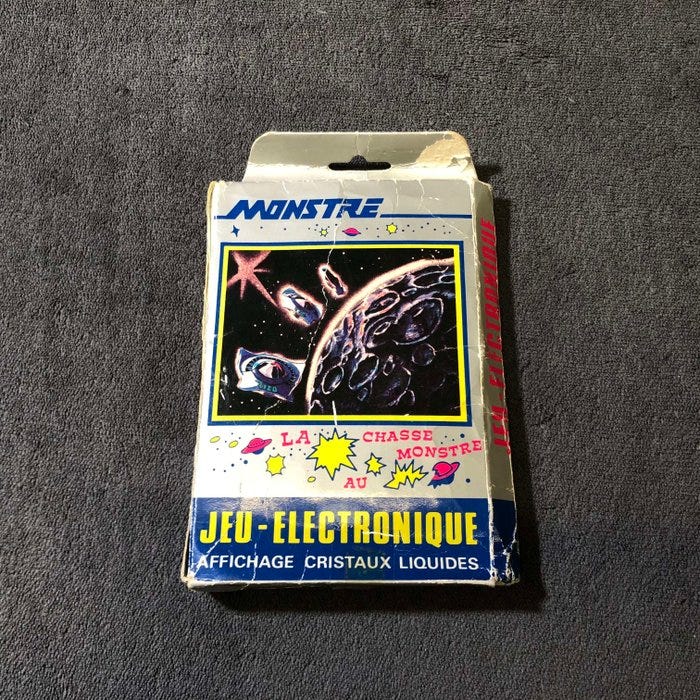 MONSTRE
LA CHASSE
AU MONSTRE
JEU-ELECTRONIQUE
AFFICHAGE CRISTAUX LIQUIDES
JEU-ELECTRONIQUE